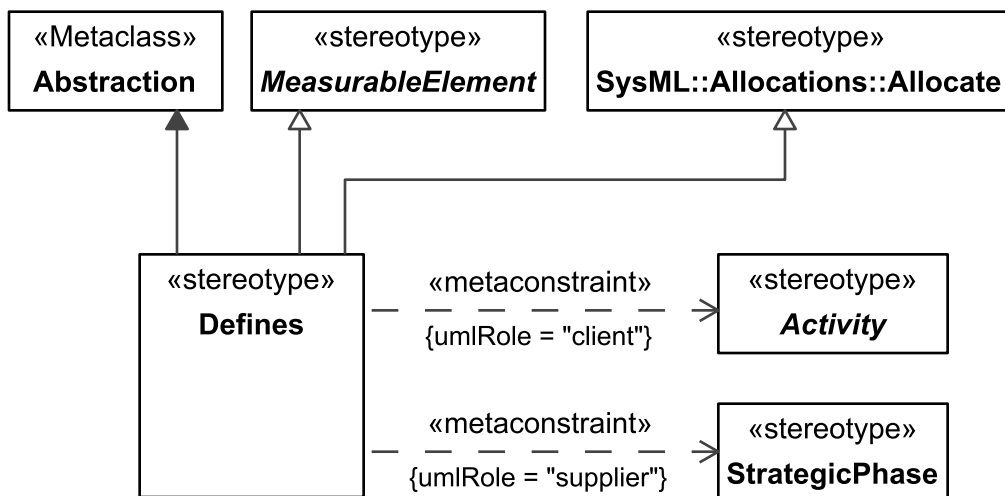 «Metaclass»
Abstraction
«stereotype»
MeasurableElement
«stereotype»
SysML::Allocations::Allocate
«stereotype»
Defines
«metaconstraint»
{umlRole = "client"}
«stereotype»
Activity
«metaconstraint»
{umlRole = "supplier"}
«stereotype»
StrategicPhase